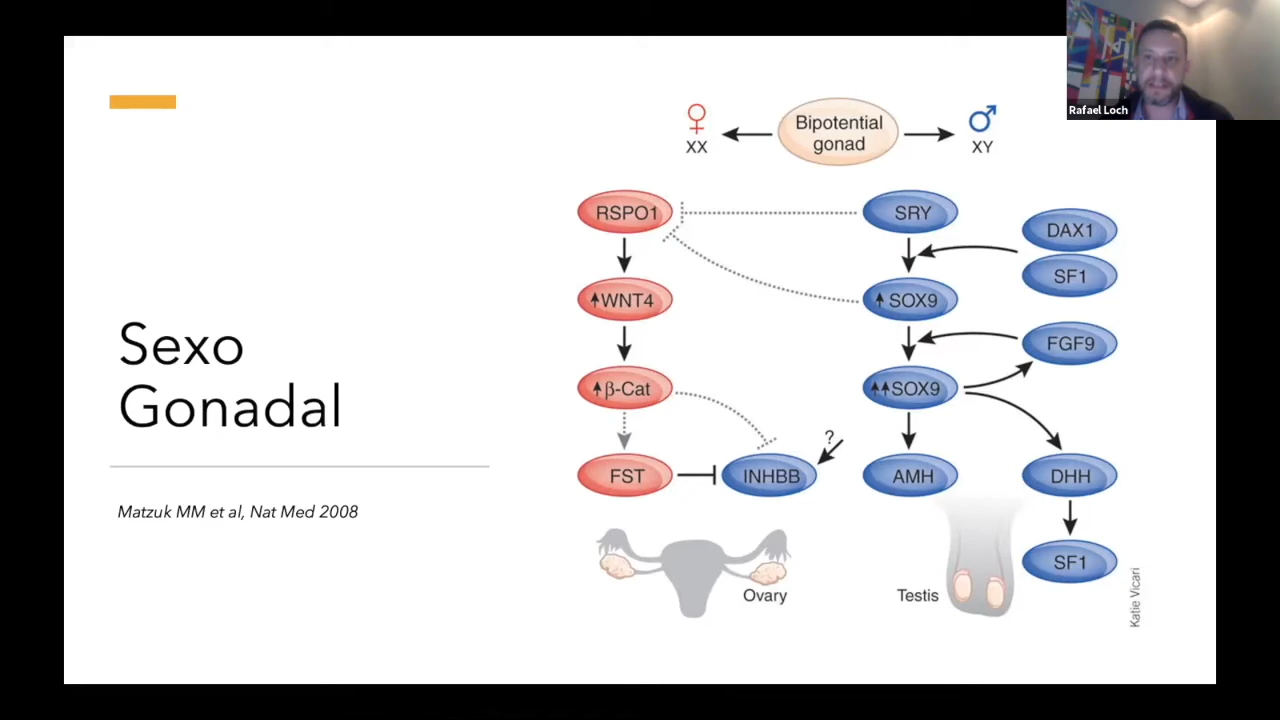 Rafael Loch
Sexo
Gonadal
Matzuk MM et al, Nat Med 2008
♀
XX
Bipotential
gonad
♂
XY
RSPO1
SRY
DAX1
SF1
↑WNT4
↑SOX9
FGF9
↑β-Cat
↑↑SOX9
?
FST
INHBB
AMH
DHH
SF1
Ovary
Testis
Katie Vicari